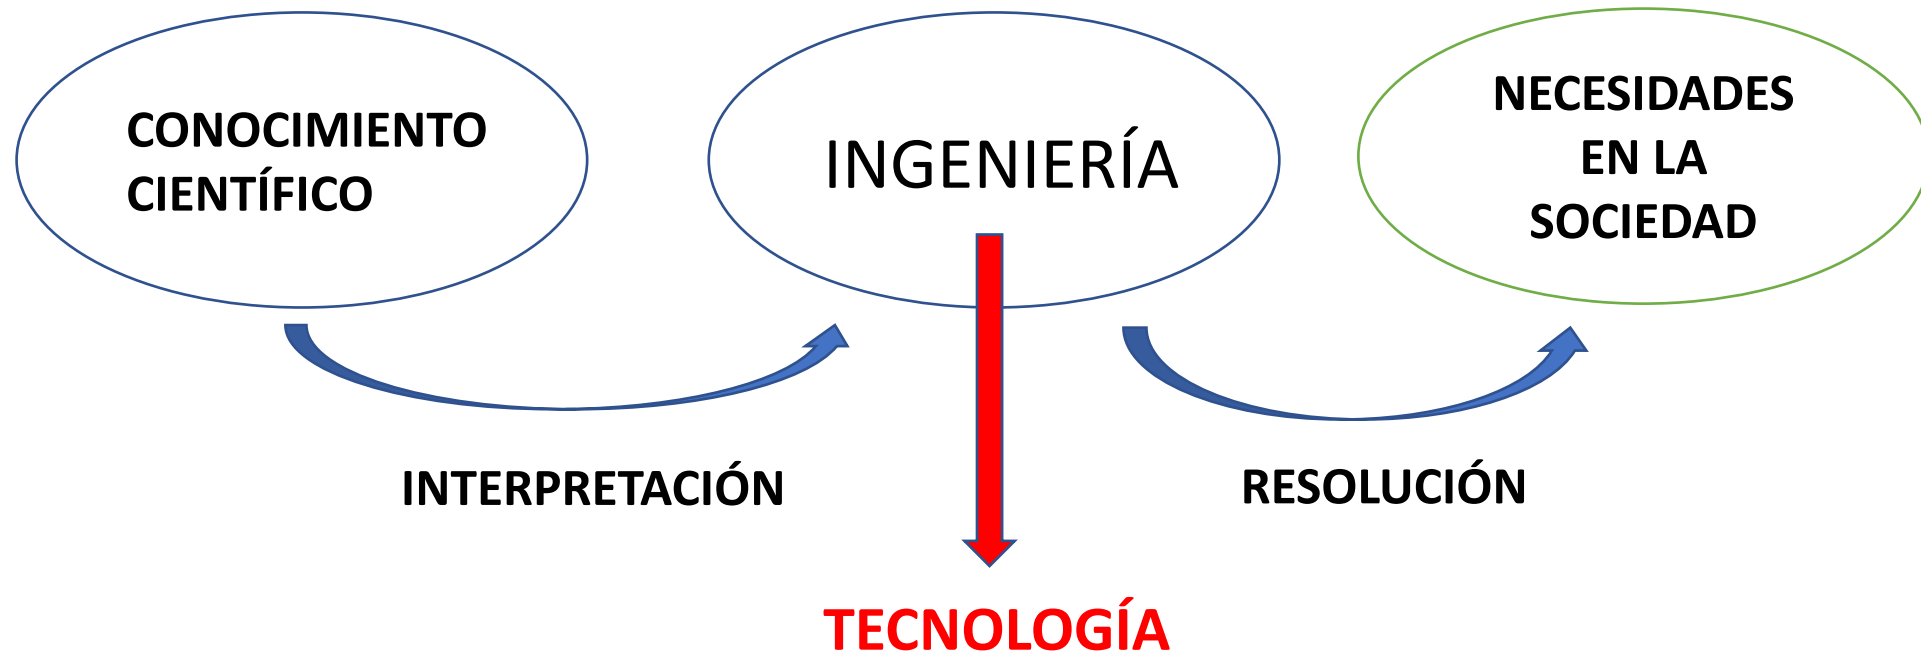 CONOCIMIENTO
CIENTÍFICO
INGENIERÍA
NECESIDADES
EN LA
SOCIEDAD
INTERPRETACIÓN
RESOLUCIÓN
TECNOLOGÍA